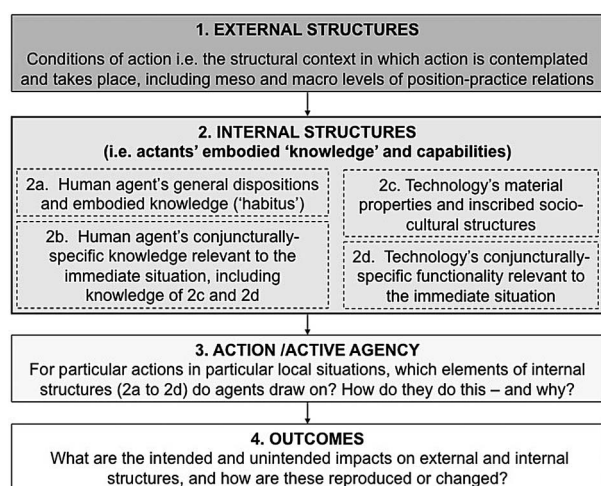 1. EXTERNAL STRUCTURES
Conditions of action i.e. the structural context in which action is contemplated
and takes place, including meso and macro levels of position-practice relations
2. INTERNAL STRUCTURES
(i.e. actants' embodied 'knowledge' and capabilities)
2a. Human agent's general dispositions
and embodied knowledge ('habitus')
2b. Human agent's conjuncturally-
specific knowledge relevant to the
immediate situation, including
knowledge of 2c and 2d
2c. Technology's material
properties and inscribed socio-
cultural structures
2d. Technology's conjuncturally-
specific functionality relevant to
the immediate situation
3. ACTION /ACTIVE AGENCY
For particular actions in particular local situations, which elements of internal
structures (2a to 2d) do agents draw on? How do they do this – and why?
4. OUTCOMES
What are the intended and unintended impacts on external and internal
structures, and how are these reproduced or changed?